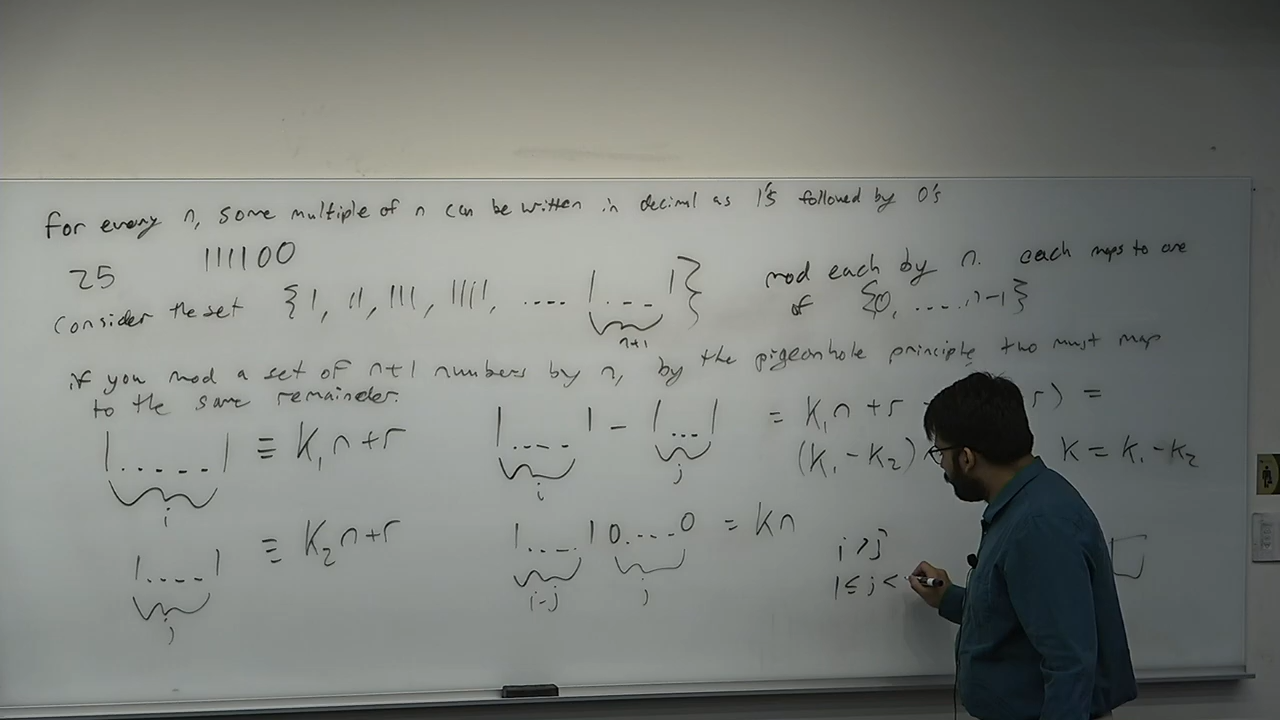 for every n, some multiple of n can be written in decimal as 1's followed by 0's
25 111100
Consider the set {1, 11, 111, 1111, .... 1...1} mod each by n. each maps to one
n+1 of {0, ....., n-1}
if you mod a set of n+1 numbers by n, by the pigeonhole principle two must map
to the same remainder.
1.....1 ≡ K₁n+r
i
1....1 ≡ K₂n+r
j
1....1 - 1...1 = K₁n + r r) =
i j
(K₁ - K₂) K = K₁ - K₂
1....1 0....0 = Kn
i-j j
i > j
1 ≤ j <